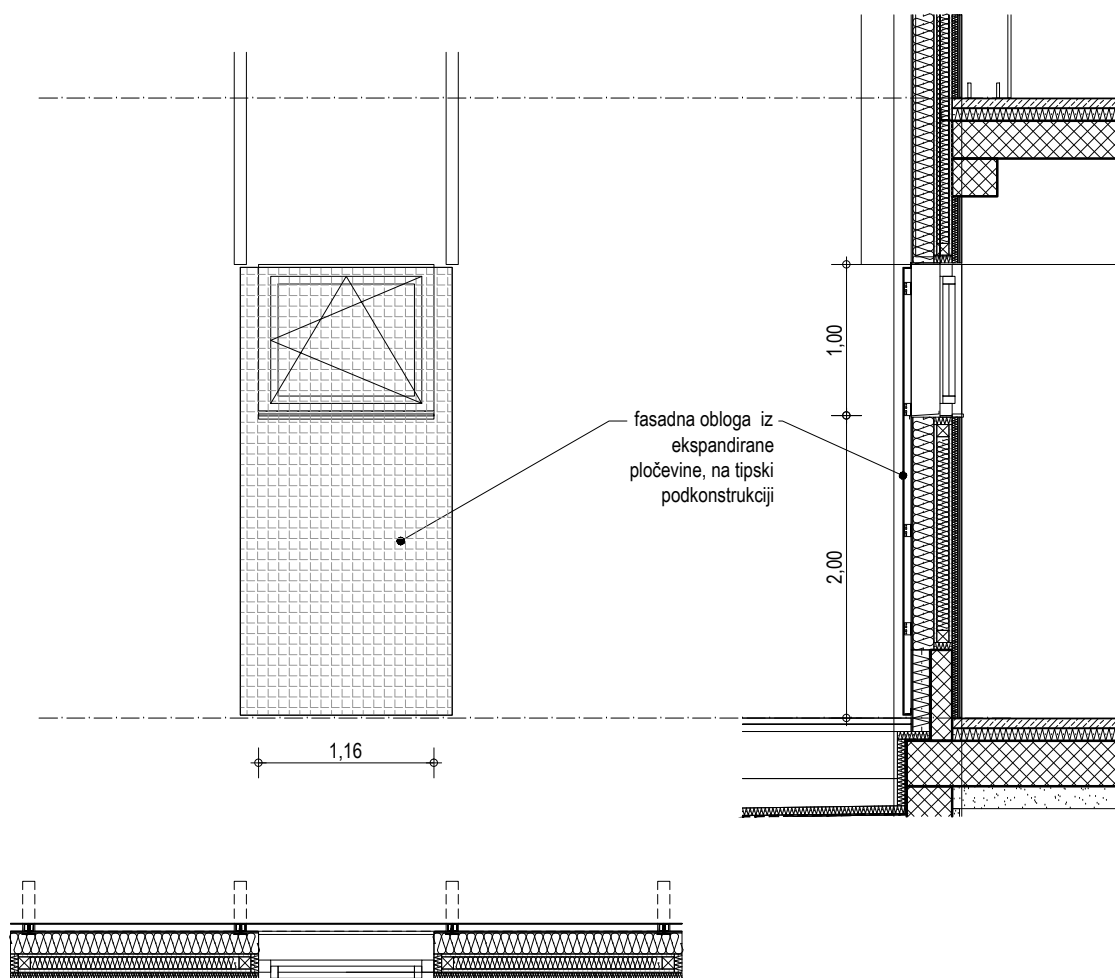 1,00
fasadna obloga iz
ekspandirane
pločevine, na tipski
podkonstrukciji
2,00
1,16